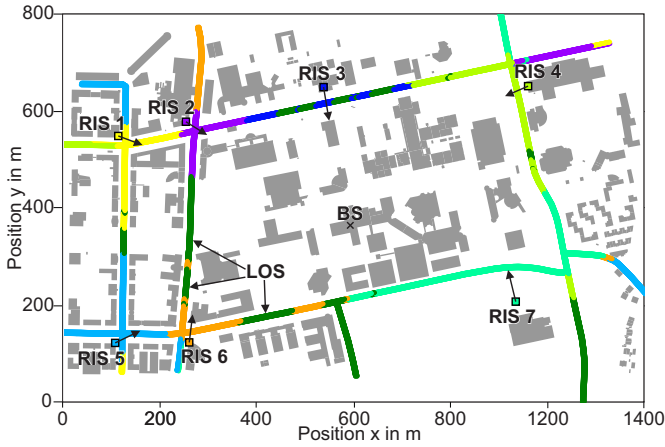 800
600
400
200
0
Position y in m
RIS 1
RIS 2
RIS 3
RIS 4
BS
LOS
RIS 5
RIS 6
RIS 7
0
200
400
600
800
1000
1200
1400
Position x in m